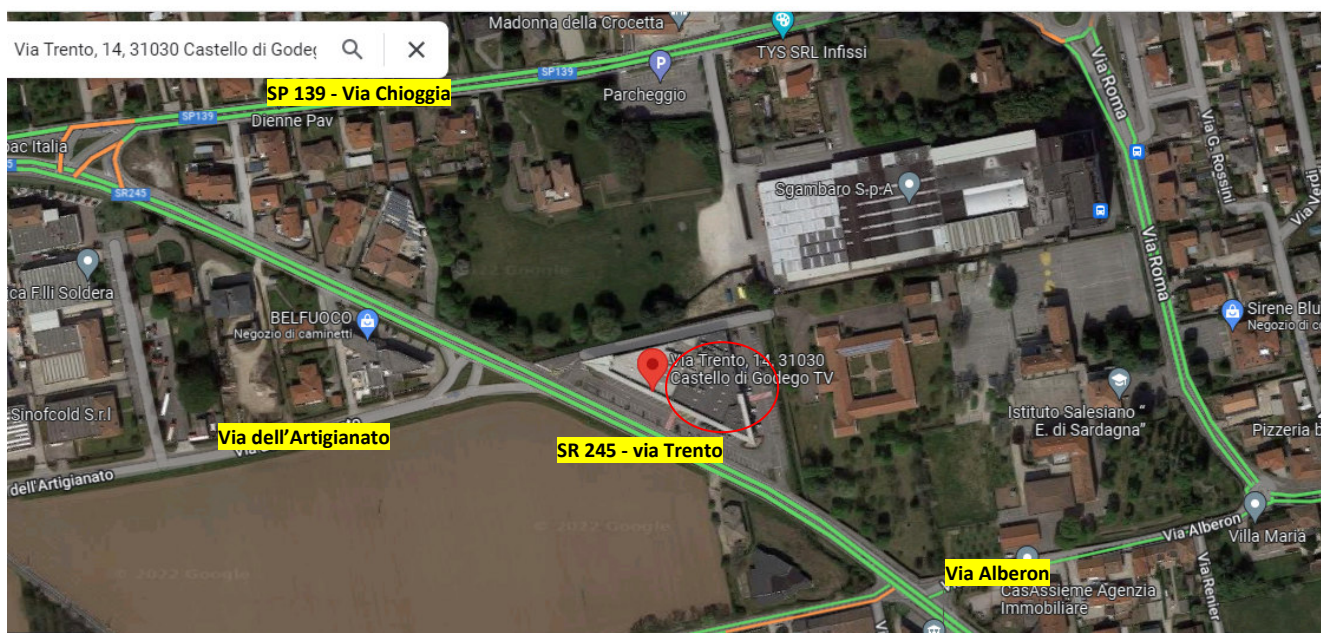 Madonna della Crocetta
Via Trento, 14, 31030 Castello di Godeg
TYS SRL Infissi
SP139
Parcheggio
SP 139 - Via Chioggia
SP139
Dienne Pav
pac Italia
Via Roma
Via G. Rossini
SR245
Sgambaro S.p.A
ica F.lli Soldera
BELFUOCO
Negozio di caminetti
Via Roma
Sirene Blu
Negozio di co
Via Trento, 14, 31030
Castello di Godego TV
Sinofcold S.r.l
Istituto Salesiano "
E. di Sardagna"
Pizzeria b
Via dell'Artigianato
SR 245 - via Trento
dell'Artigianato
© 2022 Google
Via Alberon
Villa Maria
© 2022 Google
Via Alberon
CasAssieme Agenzia
Immobiliare
Via Renier